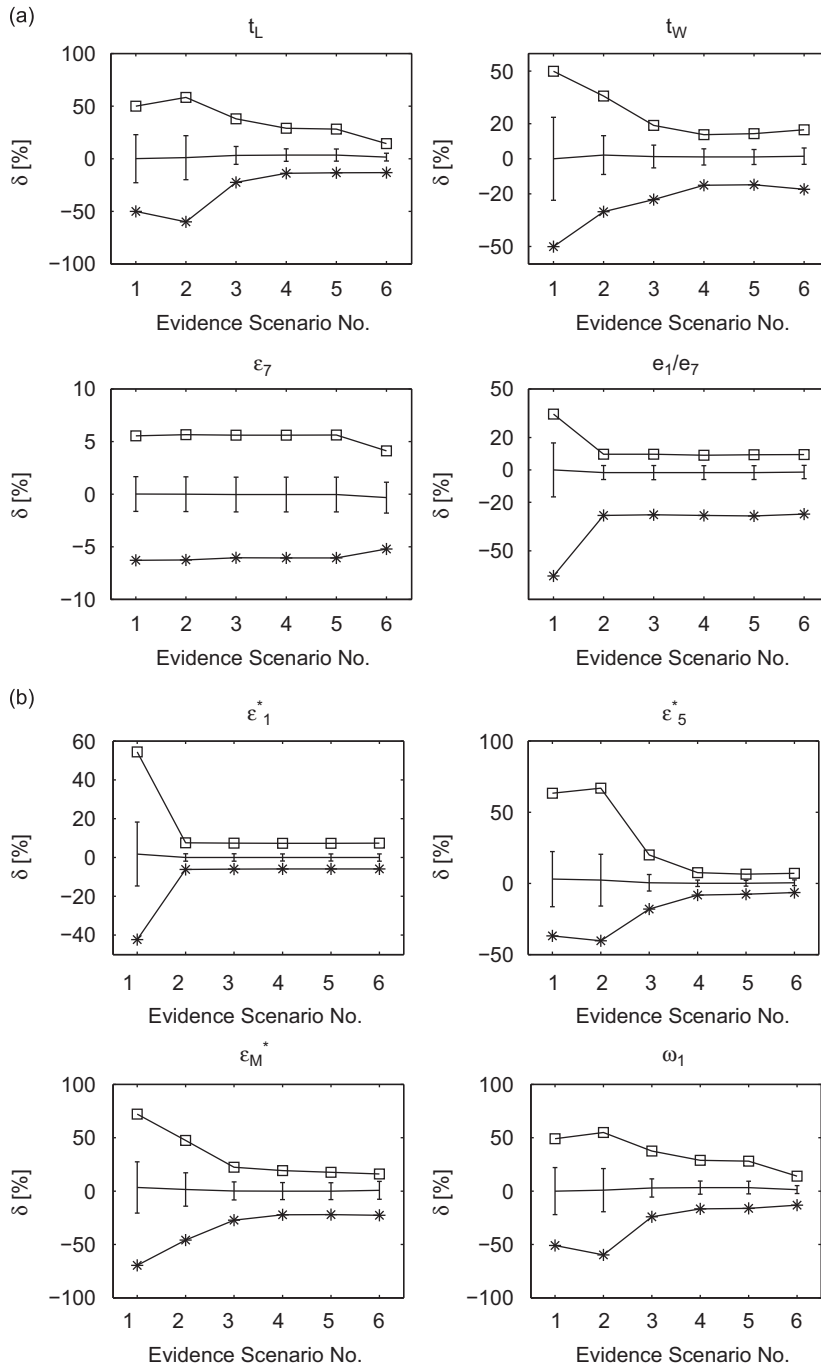 (a)
t_L
100
50
0
−50
−100
δ [%]
1 2 3 4 5 6
Evidence Scenario No.
t_W
50
20
0
−20
−50
δ [%]
1 2 3 4 5 6
Evidence Scenario No.
ε_7
10
5
0
−5
−10
δ [%]
1 2 3 4 5 6
Evidence Scenario No.
e_1/e_7
50
20
0
−20
−50
δ [%]
1 2 3 4 5 6
Evidence Scenario No.
(b)
ε*_1
60
40
20
0
−20
−40
δ [%]
1 2 3 4 5 6
Evidence Scenario No.
ε*_5
100
50
0
−50
δ [%]
1 2 3 4 5 6
Evidence Scenario No.
ε_M*
100
50
0
−50
−100
δ [%]
1 2 3 4 5 6
Evidence Scenario No.
ω_1
100
50
0
−50
−100
δ [%]
1 2 3 4 5 6
Evidence Scenario No.